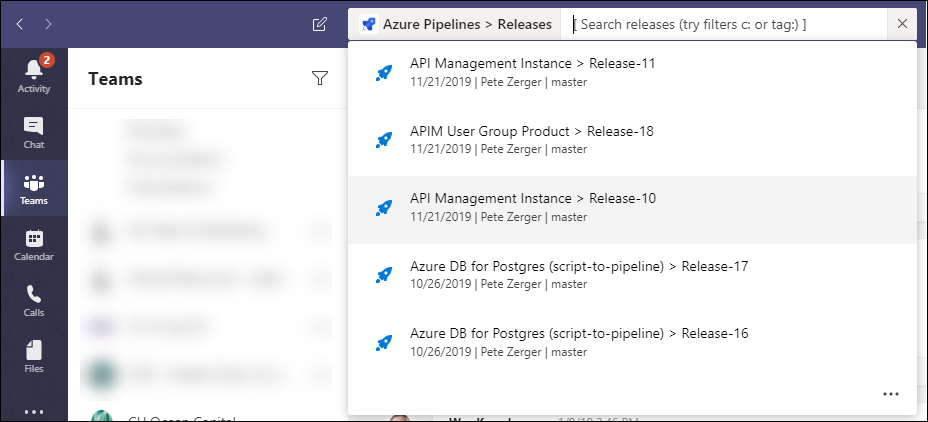 Azure Pipelines > Releases
[ Search releases (try filters c: or tag:) ]
2
Activity
Chat
Teams
Calendar
Calls
Files
Teams
API Management Instance > Release-11
11/21/2019 | Pete Zerger | master
APIM User Group Product > Release-18
11/21/2019 | Pete Zerger | master
API Management Instance > Release-10
11/21/2019 | Pete Zerger | master
Azure DB for Postgres (script-to-pipeline) > Release-17
10/26/2019 | Pete Zerger | master
Azure DB for Postgres (script-to-pipeline) > Release-16
10/26/2019 | Pete Zerger | master